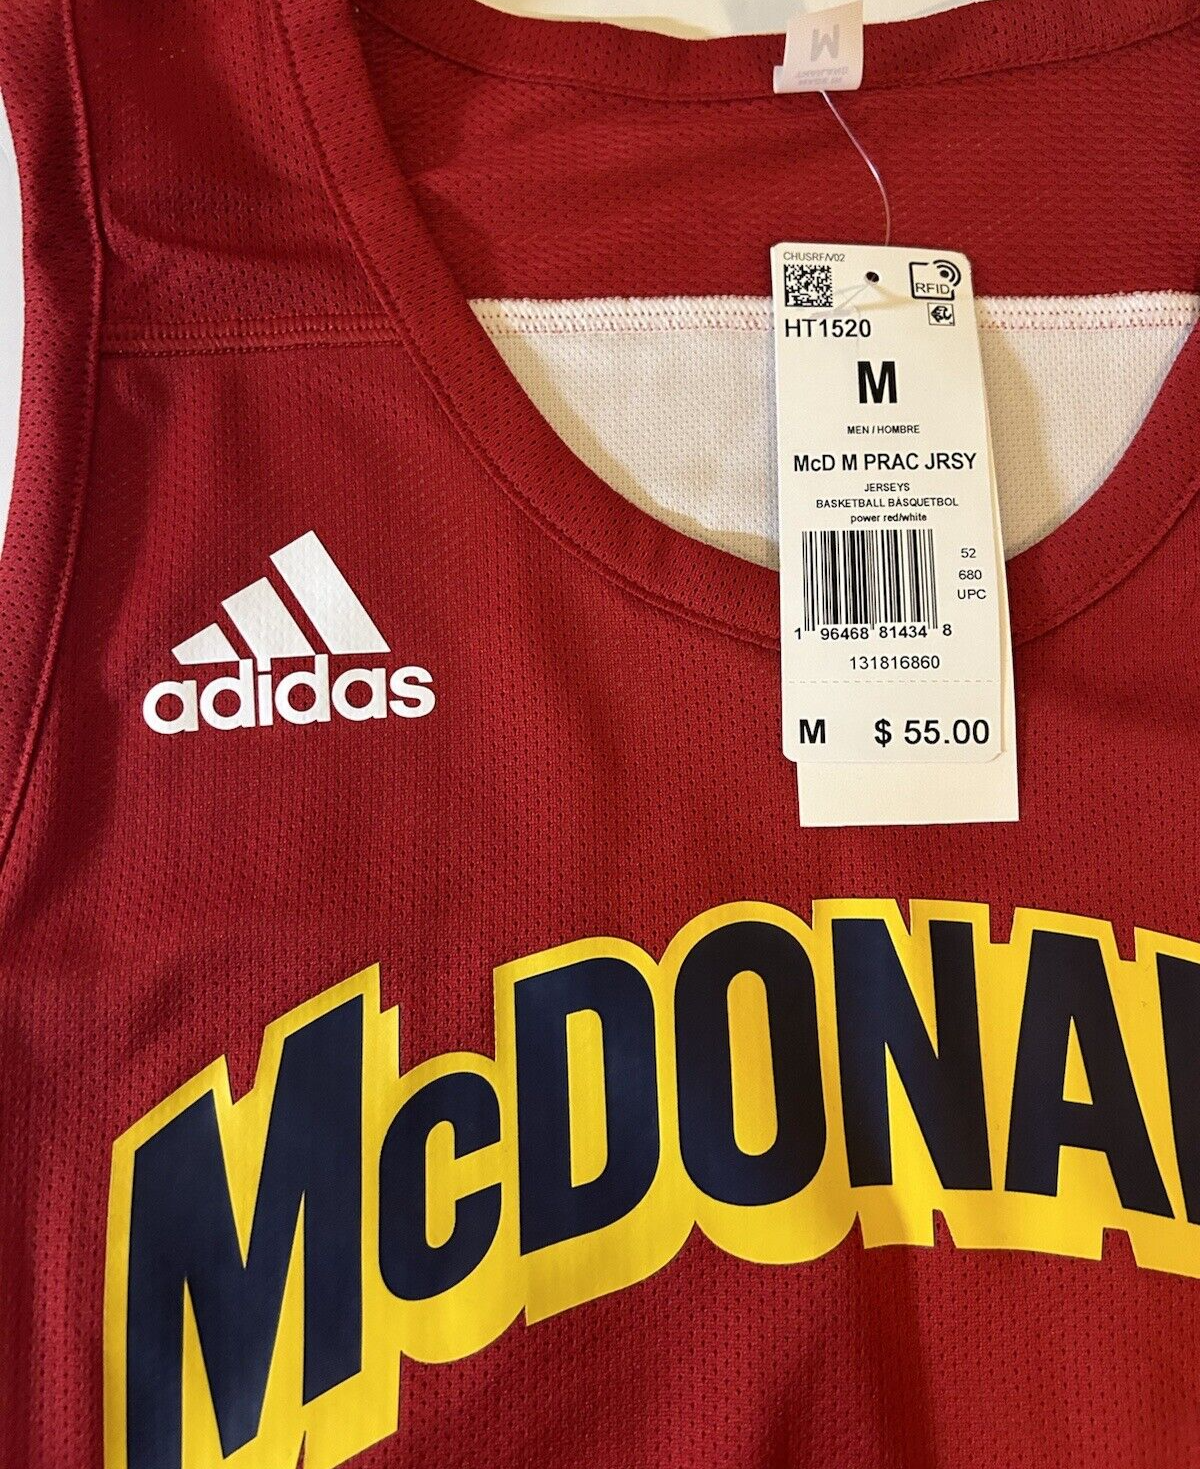 M
CHUSRF/V02
RFID
HT1520
M
MEN / HOMBRE
McD M PRAC JRSY
JERSEYS
BASKETBALL BÁSQUETBOL
power red/white
52
680
UPC
1 96468 81434 8
131816860
M $ 55.00
adidas
McDONA